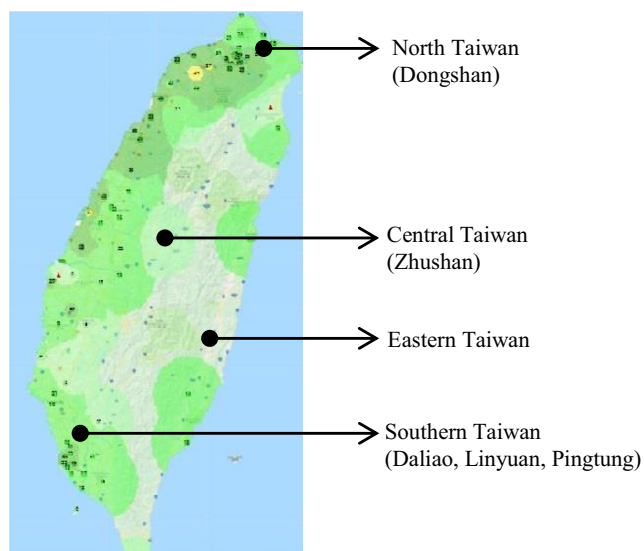 North Taiwan
(Dongshan)
Central Taiwan
(Zhushan)
Eastern Taiwan
Southern Taiwan
(Daliao, Linyuan, Pingtung)